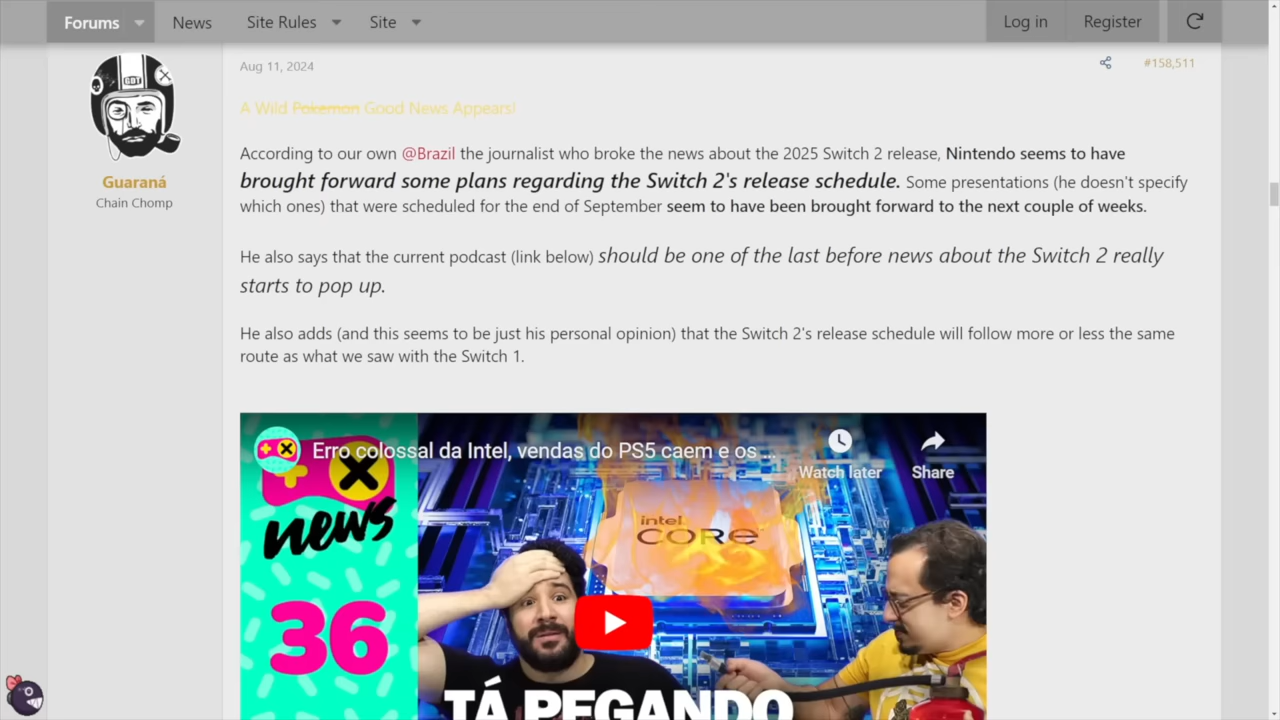 Forums News Site Rules Site Log in Register
Aug 11, 2024 #158,511
A Wild Pokemon Good News Appears!
Guaraná
Chain Chomp
According to our own @Brazil the journalist who broke the news about the 2025 Switch 2 release, Nintendo seems to have
brought forward some plans regarding the Switch 2's release schedule. Some presentations (he doesn't specify
which ones) that were scheduled for the end of September seem to have been brought forward to the next couple of weeks.
He also says that the current podcast (link below) should be one of the last before news about the Switch 2 really
starts to pop up.
He also adds (and this seems to be just his personal opinion) that the Switch 2's release schedule will follow more or less the same
route as what we saw with the Switch 1.
Erro colossal da Intel, vendas do PS5 caem e os ...
Watch later Share
news
36
intel
CORE
TÁ PEGANDO